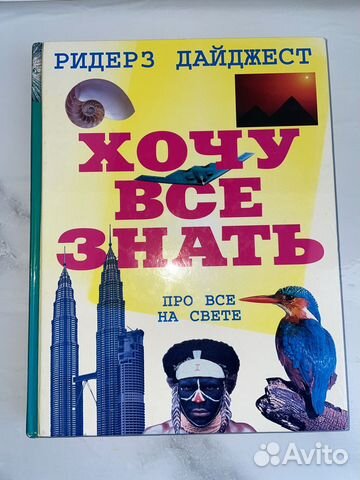 РИДЕРЗ ДАЙДЖЕСТ
ХОЧУ
ВСЕ
ЗНАТЬ
ПРО ВСЕ
НА СВЕТЕ
Avito